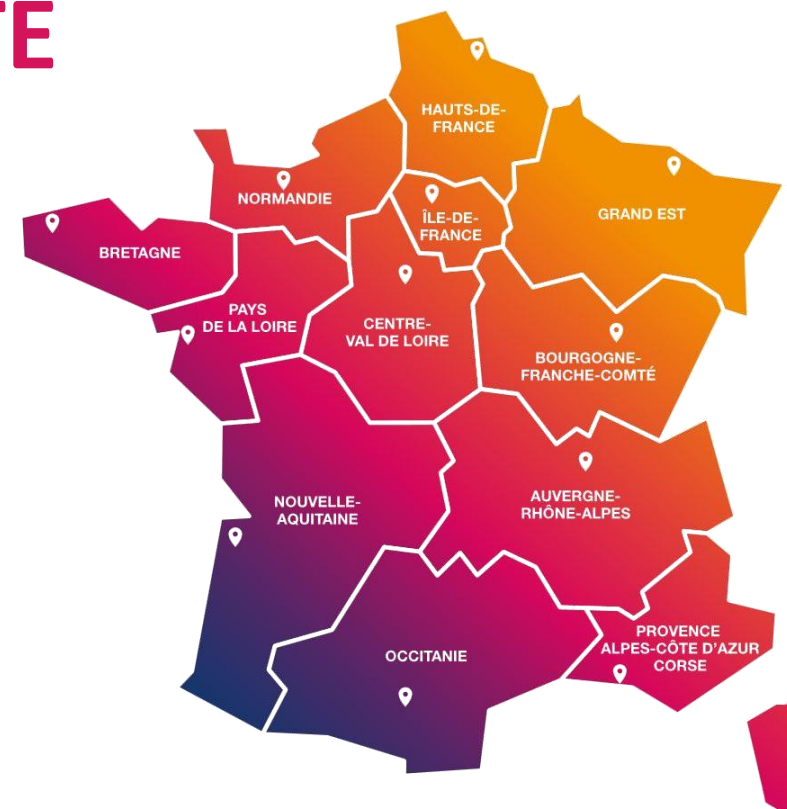 TE
HAUTS-DE-
FRANCE
NORMANDIE
ÎLE-DE-
FRANCE
GRAND EST
BRETAGNE
PAYS
DE LA LOIRE
CENTRE-
VAL DE LOIRE
BOURGOGNE-
FRANCHE-COMTÉ
NOUVELLE-
AQUITAINE
AUVERGNE-
RHÔNE-ALPES
OCCITANIE
PROVENCE
ALPES-CÔTE D'AZUR
CORSE